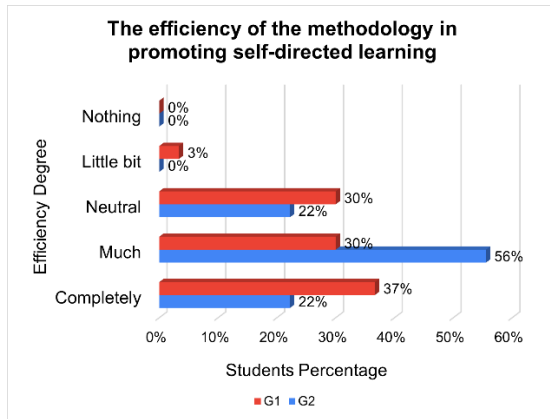 The efficiency of the methodology in
promoting self-directed learning
Efficiency Degree
Nothing
0%
0%
Little bit
3%
0%
Neutral
30%
22%
Much
30%
56%
Completely
37%
22%
0%
10%
20%
30%
40%
50%
60%
Students Percentage
G1
G2